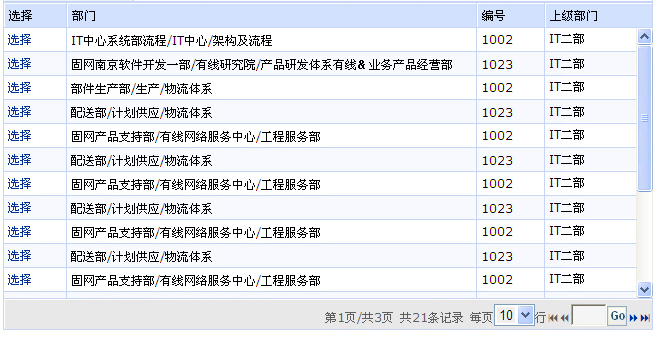 选择 部门 编号 上级部门
选择 IT中心系统部流程/IT中心/架构及流程 1002 IT二部
选择 固网南京软件开发一部/有线研究院/产品研发体系有线&业务产品经营部 1023 IT二部
选择 部件生产部/生产/物流体系 1002 IT二部
选择 配送部/计划供应/物流体系 1023 IT二部
选择 固网产品支持部/有线网络服务中心/工程服务部 1002 IT二部
选择 配送部/计划供应/物流体系 1023 IT二部
选择 固网产品支持部/有线网络服务中心/工程服务部 1002 IT二部
选择 配送部/计划供应/物流体系 1023 IT二部
选择 固网产品支持部/有线网络服务中心/工程服务部 1002 IT二部
选择 配送部/计划供应/物流体系 1023 IT二部
选择 固网产品支持部/有线网络服务中心/工程服务部 1002 IT二部
第1页/共3页 共21条记录 每页 10 行 Go